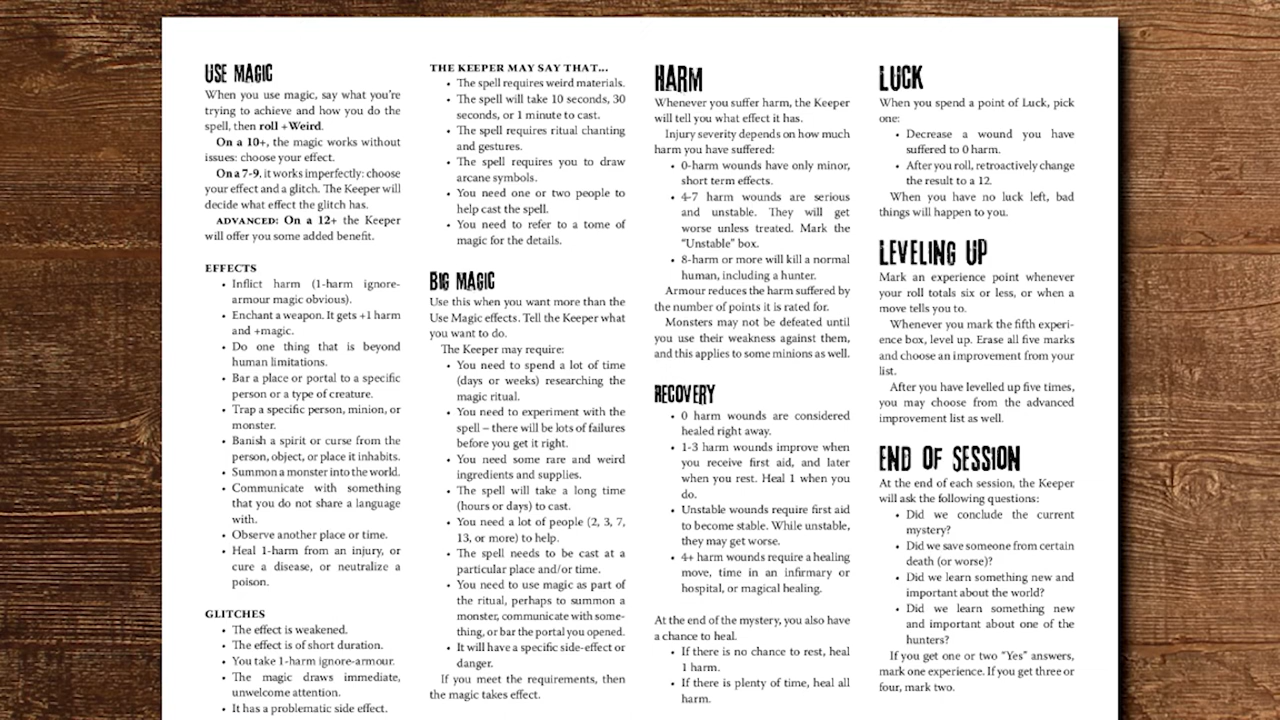 USE MAGIC
When you use magic, say what you're
trying to achieve and how you do the
spell, then roll +Weird.
On a 10+, the magic works without
issues: choose your effect.
On a 7-9, it works imperfectly: choose
your effect and a glitch. The Keeper will
decide what effect the glitch has.
ADVANCED: On a 12+ the Keeper
will offer you some added benefit.
EFFECTS
• Inflict harm (1-harm ignore-
armour magic obvious).
• Enchant a weapon. It gets +1 harm
and +magic.
• Do one thing that is beyond
human limitations.
• Bar a place or portal to a specific
person or a type of creature.
• Trap a specific person, minion, or
monster.
• Banish a spirit or curse from the
person, object, or place it inhabits.
• Summon a monster into the world.
• Communicate with something
that you do not share a language
with.
• Observe another place or time.
• Heal 1-harm from an injury, or
cure a disease, or neutralize a
poison.
GLITCHES
• The effect is weakened.
• The effect is of short duration.
• You take 1-harm ignore-armour.
• The magic draws immediate,
unwelcome attention.
• It has a problematic side effect.
THE KEEPER MAY SAY THAT...
• The spell requires weird materials.
• The spell will take 10 seconds, 30
seconds, or 1 minute to cast.
• The spell requires ritual chanting
and gestures.
• The spell requires you to draw
arcane symbols.
• You need one or two people to
help cast the spell.
• You need to refer to a tome of
magic for the details.
BIG MAGIC
Use this when you want more than the
Use Magic effects. Tell the Keeper what
you want to do.
The Keeper may require:
• You need to spend a lot of time
(days or weeks) researching the
magic ritual.
• You need to experiment with the
spell – there will be lots of failures
before you get it right.
• You need some rare and weird
ingredients and supplies.
• The spell will take a long time
(hours or days) to cast.
• You need a lot of people (2, 3, 7,
13, or more) to help.
• The spell needs to be cast at a
particular place and/or time.
• You need to use magic as part of
the ritual, perhaps to summon a
monster, communicate with some-
thing, or bar the portal you opened.
• It will have a specific side-effect or
danger.
If you meet the requirements, then
the magic takes effect.
HARM
Whenever you suffer harm, the Keeper
will tell you what effect it has.
Injury severity depends on how much
harm you have suffered:
• 0-harm wounds have only minor,
short term effects.
• 4-7 harm wounds are serious
and unstable. They will get
worse unless treated. Mark the
"Unstable" box.
• 8-harm or more will kill a normal
human, including a hunter.
Armour reduces the harm suffered by
the number of points it is rated for.
Monsters may not be defeated until
you use their weakness against them,
and this applies to some minions as well.
RECOVERY
• 0 harm wounds are considered
healed right away.
• 1-3 harm wounds improve when
you receive first aid, and later
when you rest. Heal 1 when you
do.
• Unstable wounds require first aid
to become stable. While unstable,
they may get worse.
• 4+ harm wounds require a healing
move, time in an infirmary or
hospital, or magical healing.
At the end of the mystery, you also have
a chance to heal.
• If there is no chance to rest, heal
1 harm.
• If there is plenty of time, heal all
harm.
LUCK
When you spend a point of Luck, pick
one:
• Decrease a wound you have
suffered to 0 harm.
• After you roll, retroactively change
the result to a 12.
When you have no luck left, bad
things will happen to you.
LEVELING UP
Mark an experience point whenever
your roll totals six or less, or when a
move tells you to.
Whenever you mark the fifth experi-
ence box, level up. Erase all five marks
and choose an improvement from your
list.
After you have levelled up five times,
you may choose from the advanced
improvement list as well.
END OF SESSION
At the end of each session, the Keeper
will ask the following questions:
• Did we conclude the current
mystery?
• Did we save someone from certain
death (or worse)?
• Did we learn something new and
important about the world?
• Did we learn something new
and important about one of the
hunters?
If you get one or two "Yes" answers,
mark one experience. If you get three or
four, mark two.